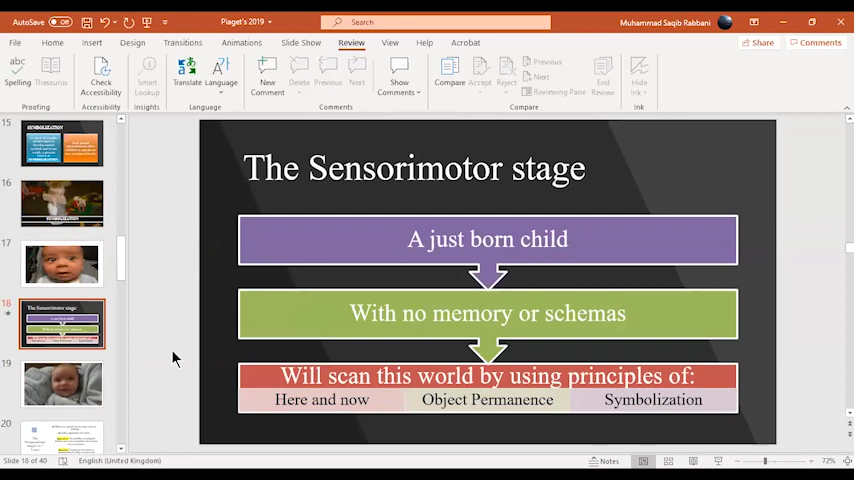 AutoSave Off Piaget's 2019 Search Muhammad Saqib Rabbani
File Home Insert Design Transitions Animations Slide Show Review View Help Acrobat Share Comments
Spelling Thesaurus Check Accessibility Smart Lookup Translate Language New Comment Delete Previous Next Show Comments Compare Accept Reject Previous Next Reviewing Pane End Review Hide Ink
Proofing Accessibility Insights Language Comments Compare Ink
15
SYMBOLIZATION
16
SYMBOLIZATION
17
18
The Sensorimotor stage
19
20
The Sensorimotor stage
A just born child
With no memory or schemas
Will scan this world by using principles of:
Here and now Object Permanence Symbolization
Slide 18 of 40 English (United Kingdom) Notes 72%